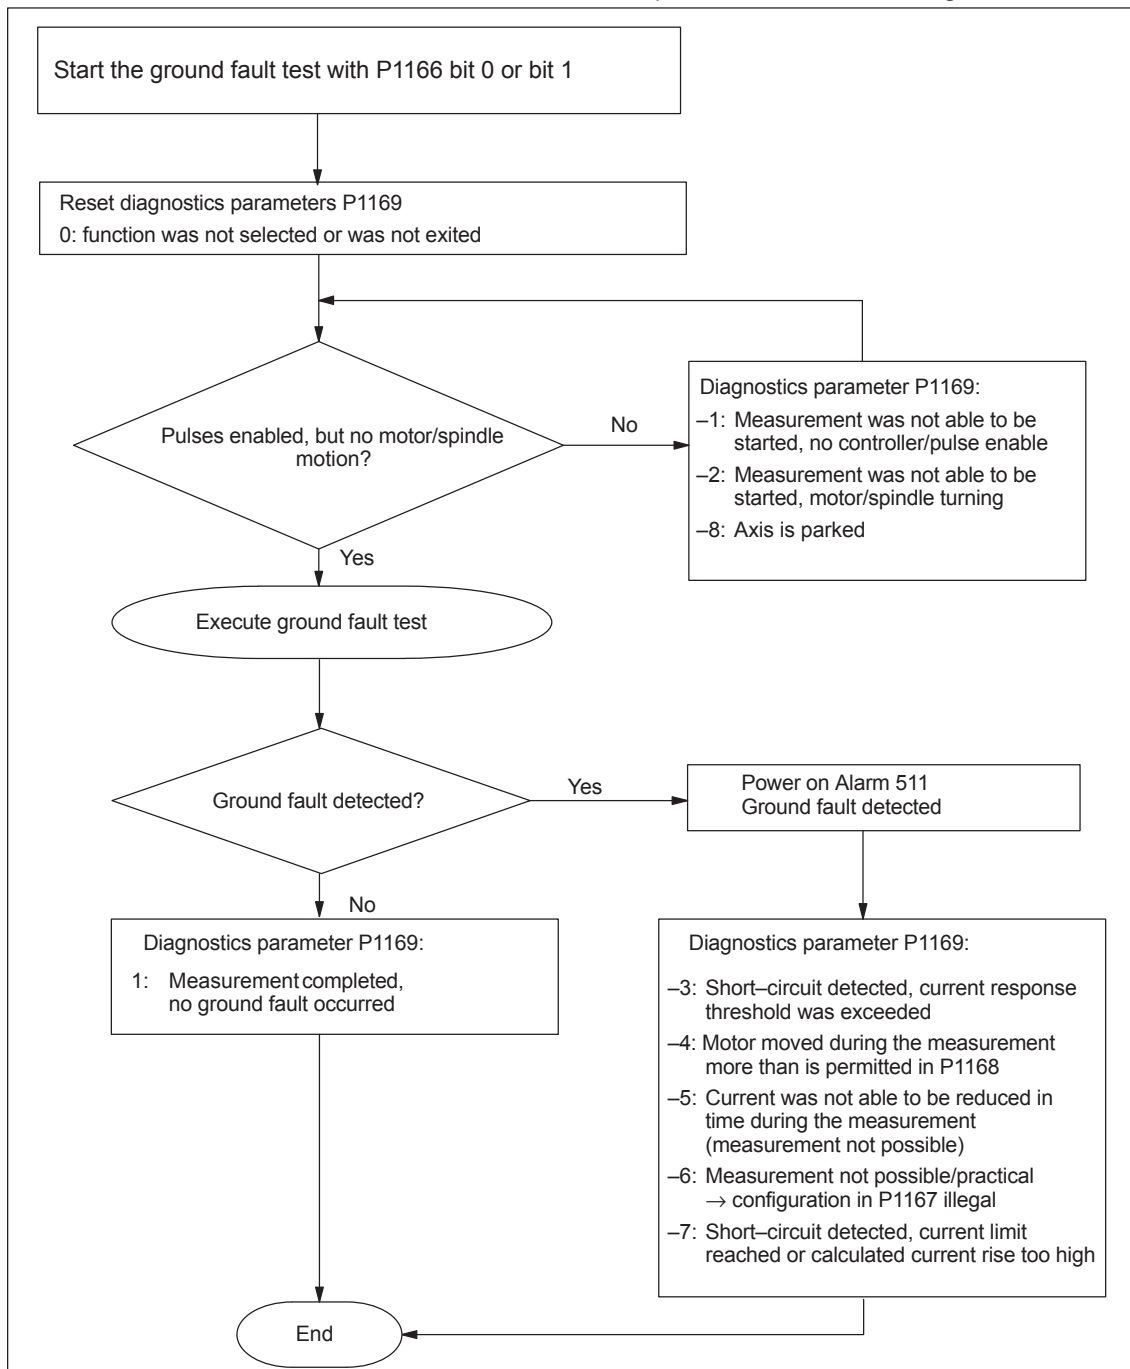 Start the ground fault test with P1166 bit 0 or bit 1
Reset diagnostics parameters P1169
0: function was not selected or was not exited
Pulses enabled, but no motor/spindle
motion?
No
Diagnostics parameter P1169:
–1: Measurement was not able to be
started, no controller/pulse enable
–2: Measurement was not able to be
started, motor/spindle turning
–8: Axis is parked
Yes
Execute ground fault test
Ground fault detected?
Yes
Power on Alarm 511
Ground fault detected
No
Diagnostics parameter P1169:
1: Measurement completed,
no ground fault occurred
Diagnostics parameter P1169:
–3: Short–circuit detected, current response
threshold was exceeded
–4: Motor moved during the measurement
more than is permitted in P1168
–5: Current was not able to be reduced in
time during the measurement
(measurement not possible)
–6: Measurement not possible/practical
→ configuration in P1167 illegal
–7: Short–circuit detected, current limit
reached or calculated current rise too high
End